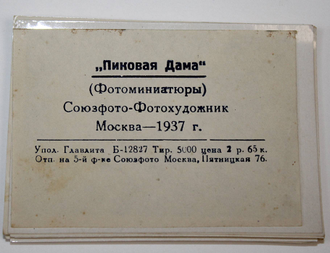 „Пиковая Дама“
(Фотоминиатюры)
Союзфото-Фотохудожник
Москва—1937 г.
Упол. Главлита Б-12827 Тир. 5000 цена 2 р. 65 к.
Отп. на 5-й ф-ке Союзфото Москва, Пятницкая 76.